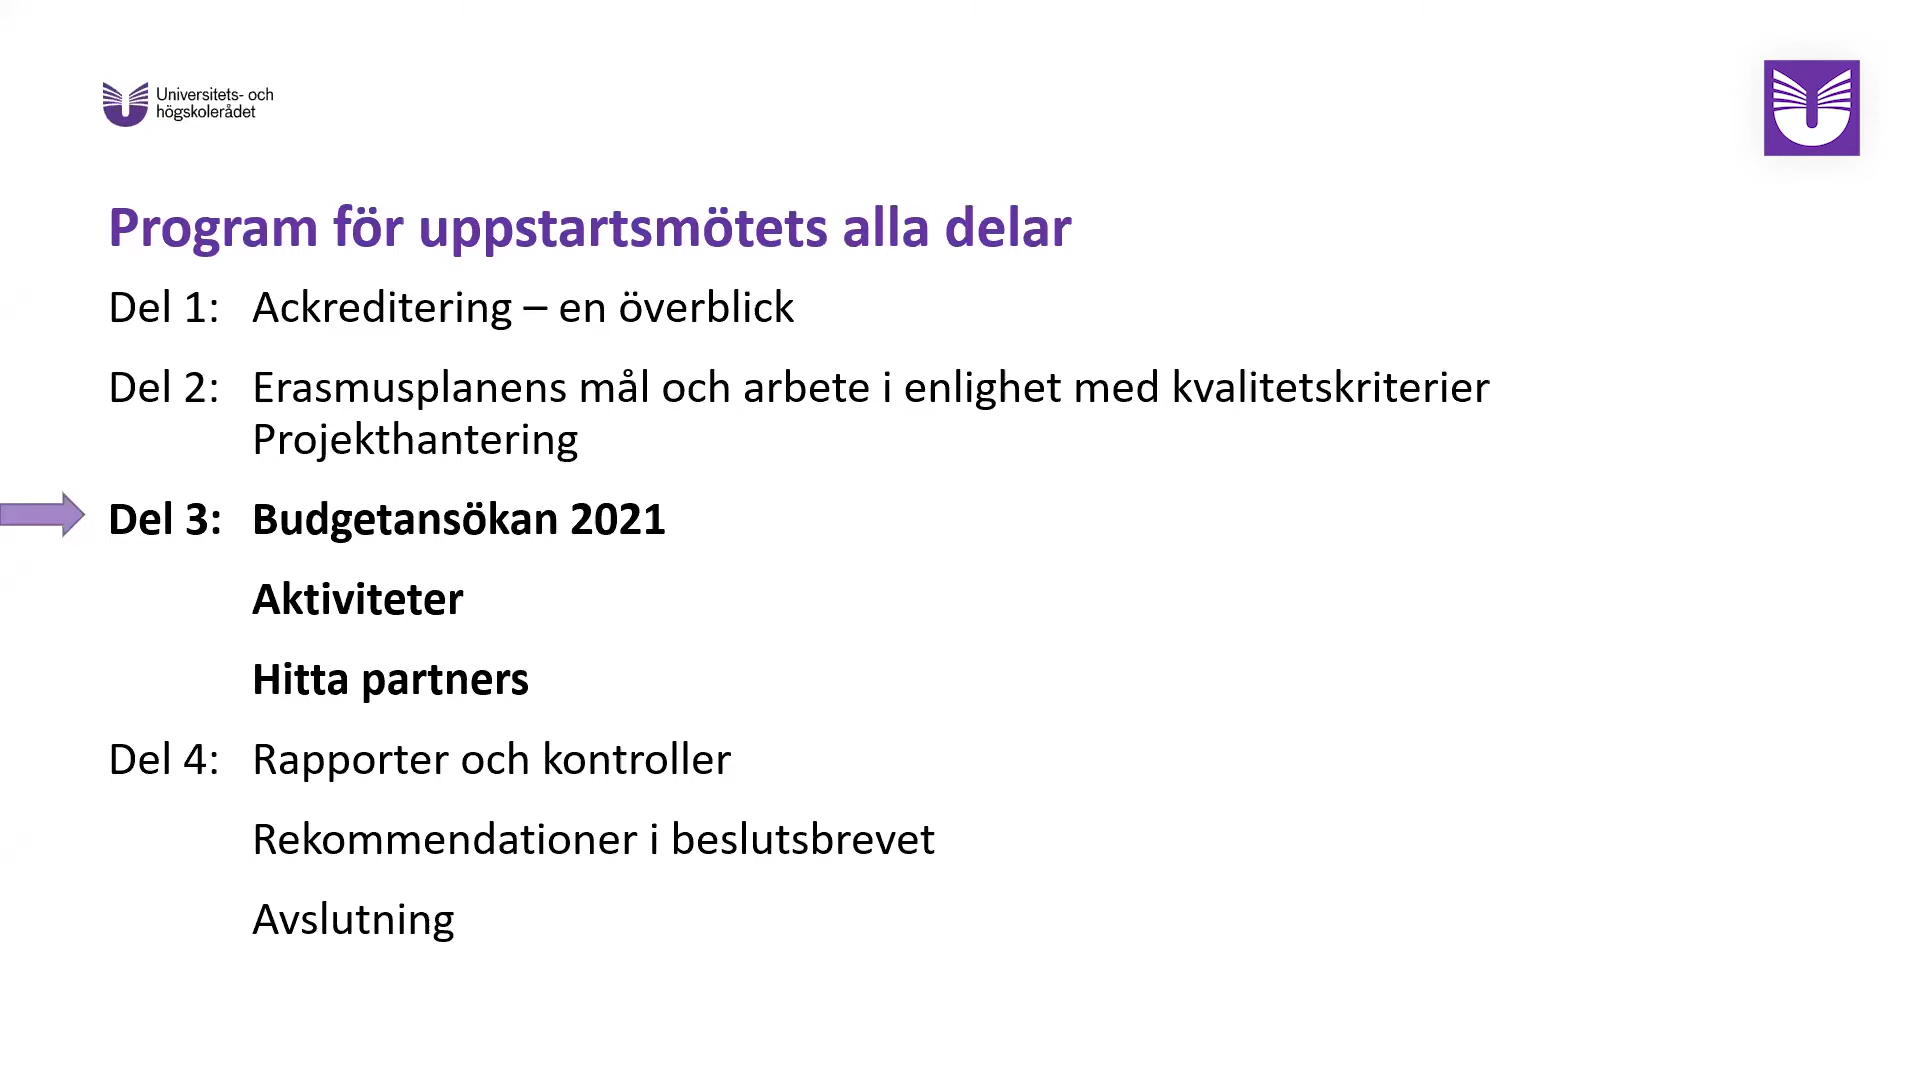 Universitets- och
högskolerådet
Program för uppstartsmötets alla delar
Del 1: Ackreditering – en överblick
Del 2: Erasmusplanens mål och arbete i enlighet med kvalitetskriterier
Projekthantering
Del 3: Budgetansökan 2021
Aktiviteter
Hitta partners
Del 4: Rapporter och kontroller
Rekommendationer i beslutsbrevet
Avslutning